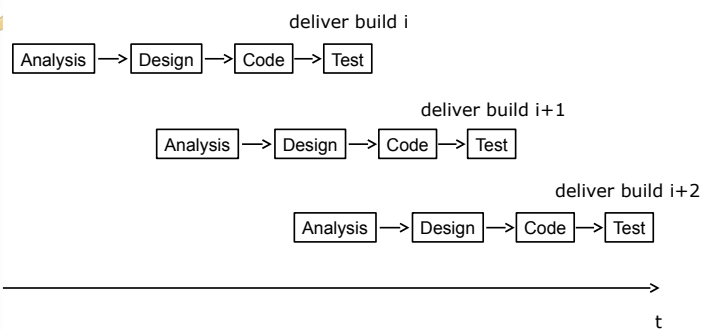 deliver build i
Analysis Design Code Test
deliver build i+1
Analysis Design Code Test
deliver build i+2
Analysis Design Code Test
t